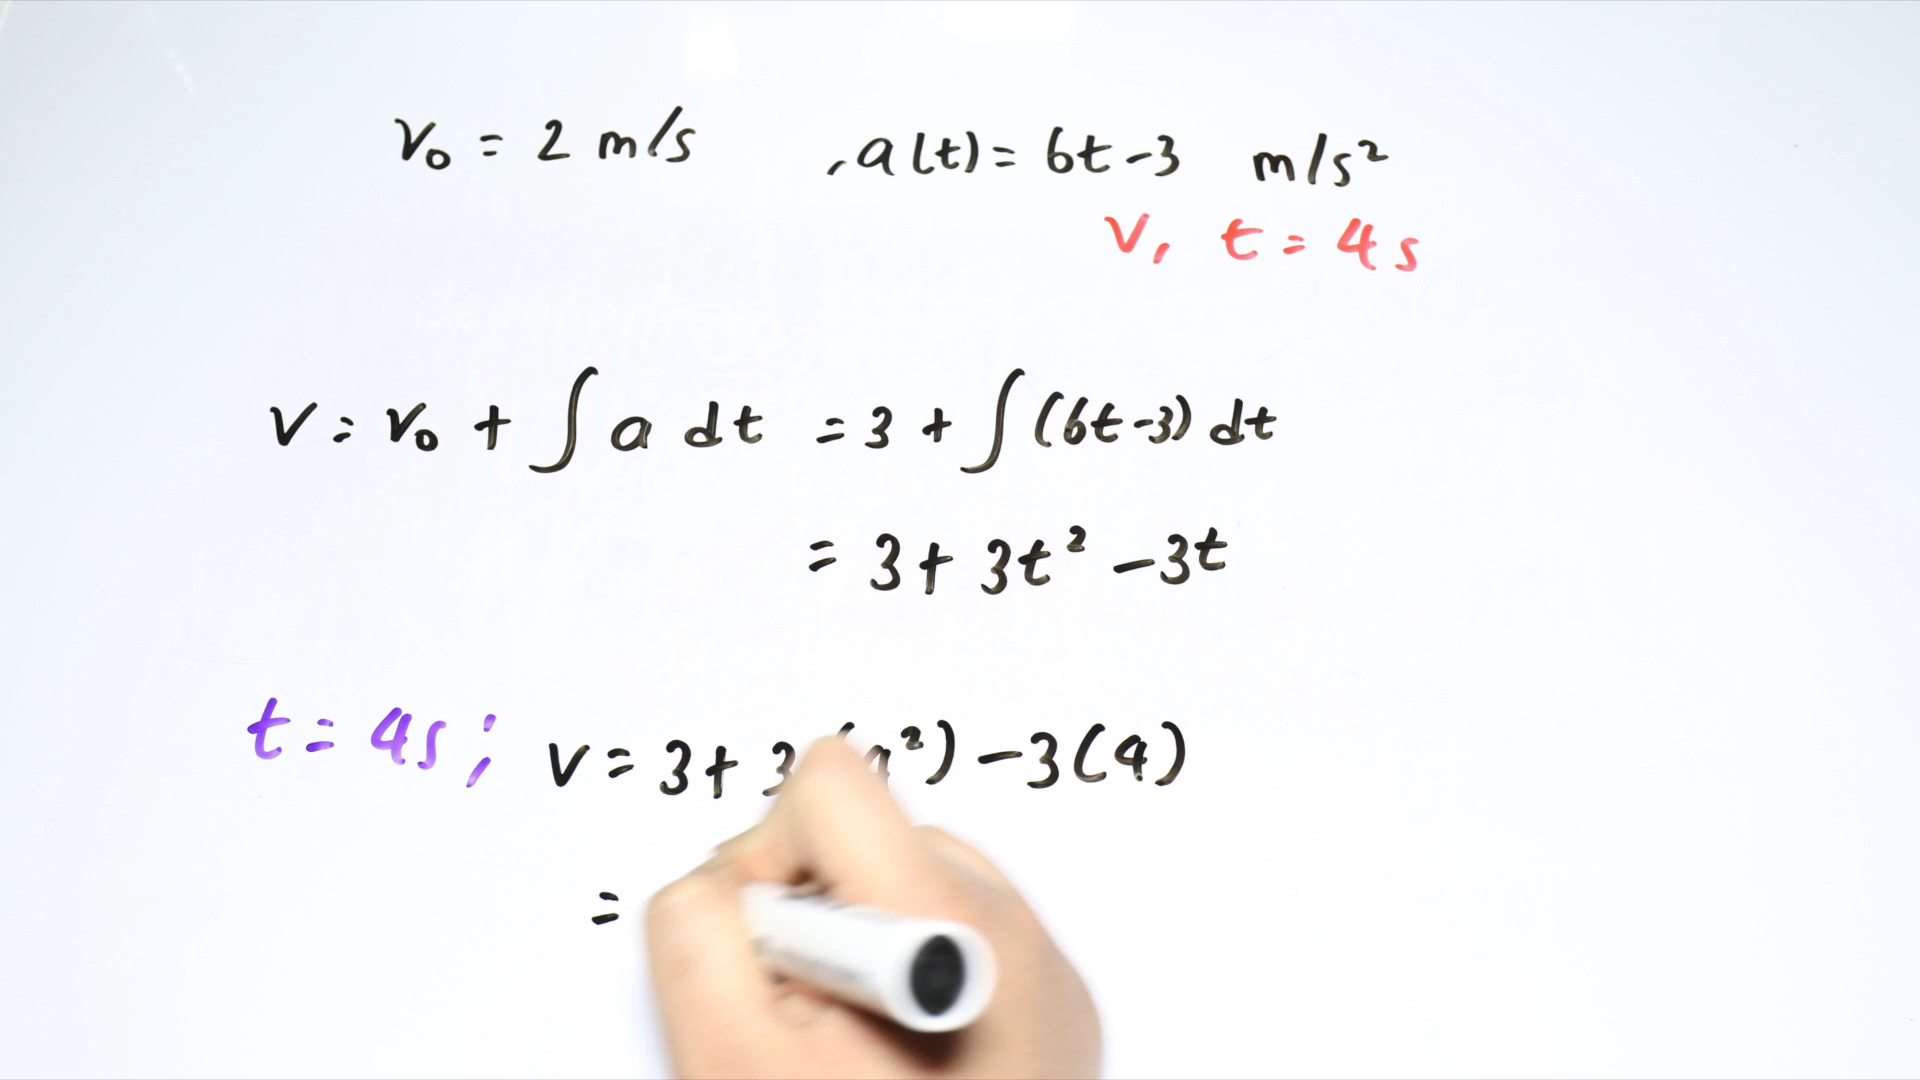 v₀ = 2 m/s , a(t) = 6t-3 m/s²
v, t = 4s
v = v₀ + ∫ a dt = 3 + ∫ (6t-3) dt
= 3 + 3t² - 3t
t = 4s; v = 3 + 3(4²) - 3(4)
=